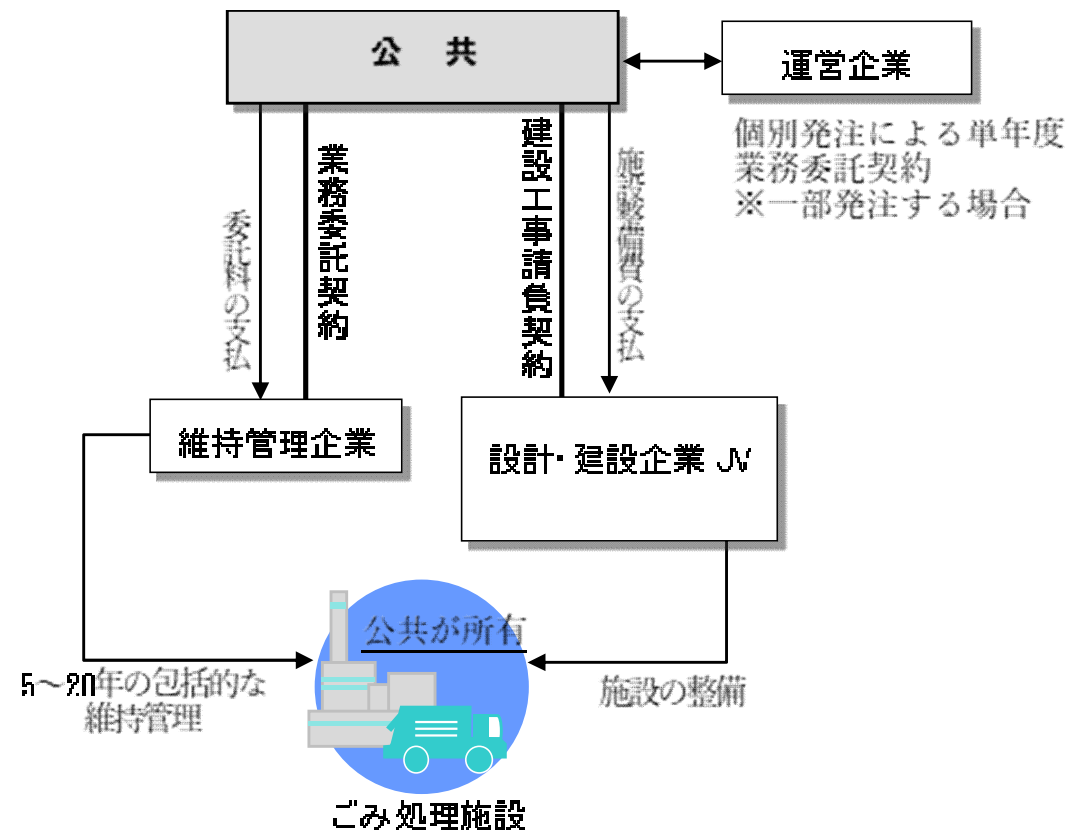 公　共
運営企業
個別発注による単年度
業務委託契約
※一部発注する場合
委託料の支払
業務委託契約
建設工事請負契約
施設整備費の支払
維持管理企業
設計・建設企業 JV
公共が所有
5～20年の包括的な
維持管理
施設の整備
ごみ処理施設